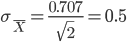 σ_X̅ = 0.707/√2 = 0.5